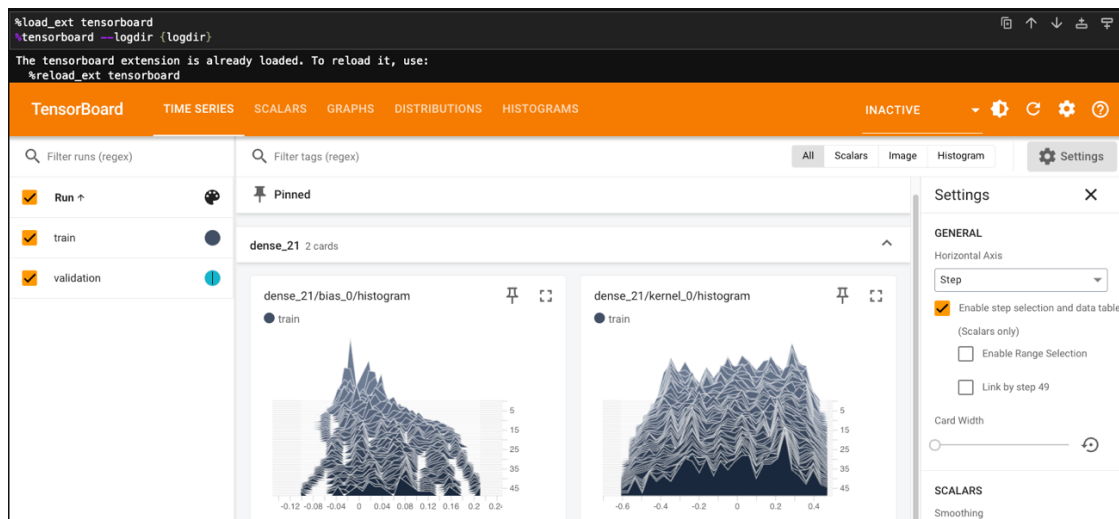 %load_ext tensorboard
%tensorboard --logdir {logdir}
The tensorboard extension is already loaded. To reload it, use:
%reload_ext tensorboard
TensorBoard TIME SERIES SCALARS GRAPHS DISTRIBUTIONS HISTOGRAMS INACTIVE
Filter runs (regex)
Filter tags (regex)
All Scalars Image Histogram Settings
Run ↑
train
validation
Pinned
dense_21 2 cards
dense_21/bias_0/histogram
train
5
15
25
35
45
-0.12 -0.08 -0.04 0 0.04 0.08 0.12 0.16 0.2
dense_21/kernel_0/histogram
train
5
15
25
35
45
-0.6 -0.4 -0.2 0 0.2 0.4
Settings
GENERAL
Horizontal Axis
Step
Enable step selection and data table
(Scalars only)
Enable Range Selection
Link by step 49
Card Width
SCALARS
Smoothing